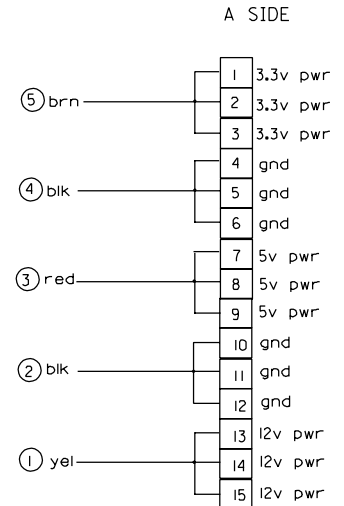 A SIDE
1 3.3v pwr
5 brn 2 3.3v pwr
3 3.3v pwr
4 gnd
4 blk 5 gnd
6 gnd
7 5v pwr
3 red 8 5v pwr
9 5v pwr
10 gnd
2 blk 11 gnd
12 gnd
13 12v pwr
1 yel 14 12v pwr
15 12v pwr